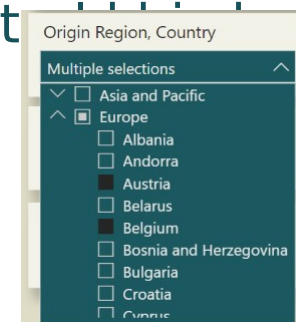 Origin Region, Country
Multiple selections
Asia and Pacific
Europe
Albania
Andorra
Austria
Belarus
Belgium
Bosnia and Herzegovina
Bulgaria
Croatia
Cyprus